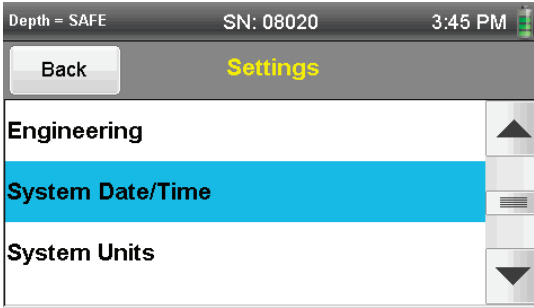 Depth = SAFE SN: 08020 3:45 PM
Back Settings
Engineering
System Date/Time
System Units